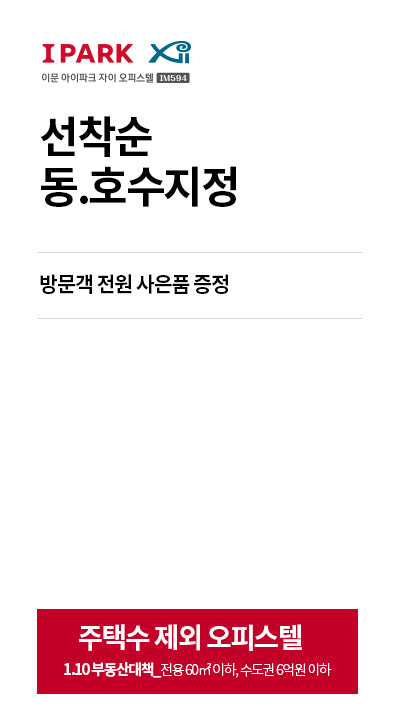 I PARK Xi
이문 아이파크 자이 오피스텔 IM594
선착순
동.호수지정
방문객 전원 사은품 증정
주택수 제외 오피스텔
1.10 부동산대책_전용 60㎡ 이하, 수도권 6억원 이하